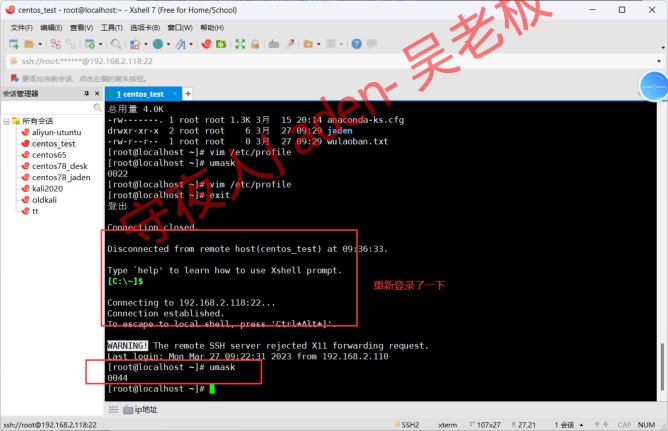 centos_test - root@localhost:~ - Xshell 7 (Free for Home/School)
文件(F) 编辑(E) 查看(V) 工具(T) 选项卡(B) 窗口(W) 帮助(H)
ssh://root:******@192.168.2.118:22
要添加当前会话，点击左侧的箭头按钮。
会话管理器
1 centos_test
所有会话
aliyun-utuntu
centos_test
centos65
centos78_desk
centos78_jaden
kali2020
oldkali
tt
总用量 4.0K
-rw-------. 1 root root 1.3K 3月 15 20:14 anaconda-ks.cfg
drwxr-xr-x 2 root root 6 3月 27 09:29 jaden
-rw-r--r-- 1 root root 0 3月 27 09:29 wulaoban.txt
[root@localhost ~]# vim /etc/profile
[root@localhost ~]# umask
0022
[root@localhost ~]# vim /etc/profile
[root@localhost ~]# exit
登出
Connection closed.
Disconnected from remote host(centos_test) at 09:36:33.
Type `help' to learn how to use Xshell prompt.
[C:\~]$
Connecting to 192.168.2.118:22...
Connection established.
To escape to local shell, press 'Ctrl+Alt+]'.
WARNING! The remote SSH server rejected X11 forwarding request.
Last login: Mon Mar 27 09:22:31 2023 from 192.168.2.110
[root@localhost ~]# umask
0044
[root@localhost ~]#
重新登录了一下
守夜人Jaden-吴老板
ip地址
ssh://root@192.168.2.118:22
SSH2
xterm
107x27
27,21
1 会话
CAP
NUM